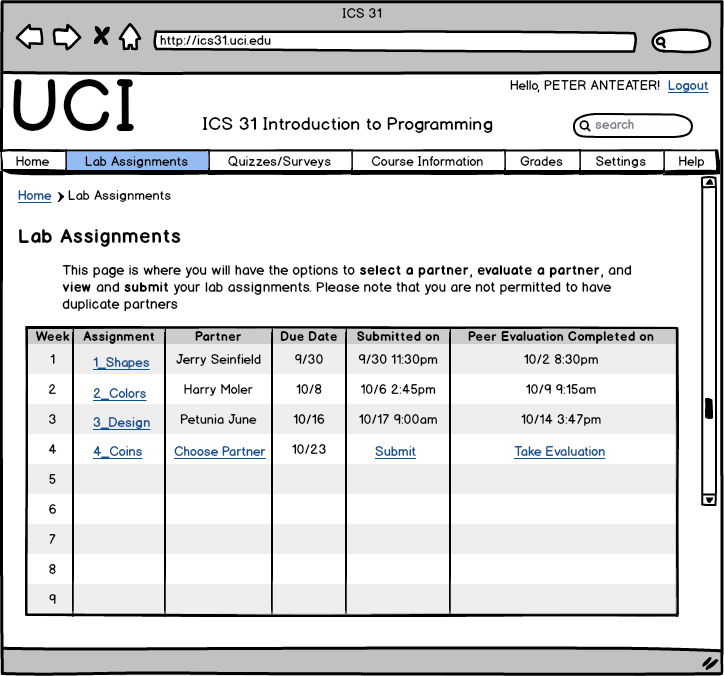 ICS 31
http://ics31.uci.edu
UCI
Hello, PETER ANTEATER! Logout
ICS 31 Introduction to Programming
search
Home Lab Assignments Quizzes/Surveys Course Information Grades Settings Help
Home Lab Assignments
Lab Assignments
This page is where you will have the options to select a partner, evaluate a partner, and
view and submit your lab assignments. Please note that you are not permitted to have
duplicate partners
Week Assignment Partner Due Date Submitted on Peer Evaluation Completed on
1 1_Shapes Jerry Seinfield 9/30 9/30 11:30pm 10/2 8:30pm
2 2_Colors Harry Moler 10/8 10/6 2:45pm 10/9 9:15am
3 3_Design Petunia June 10/16 10/17 9:00am 10/14 3:47pm
4 4_Coins Choose Partner 10/23 Submit Take Evaluation
5
6
7
8
9